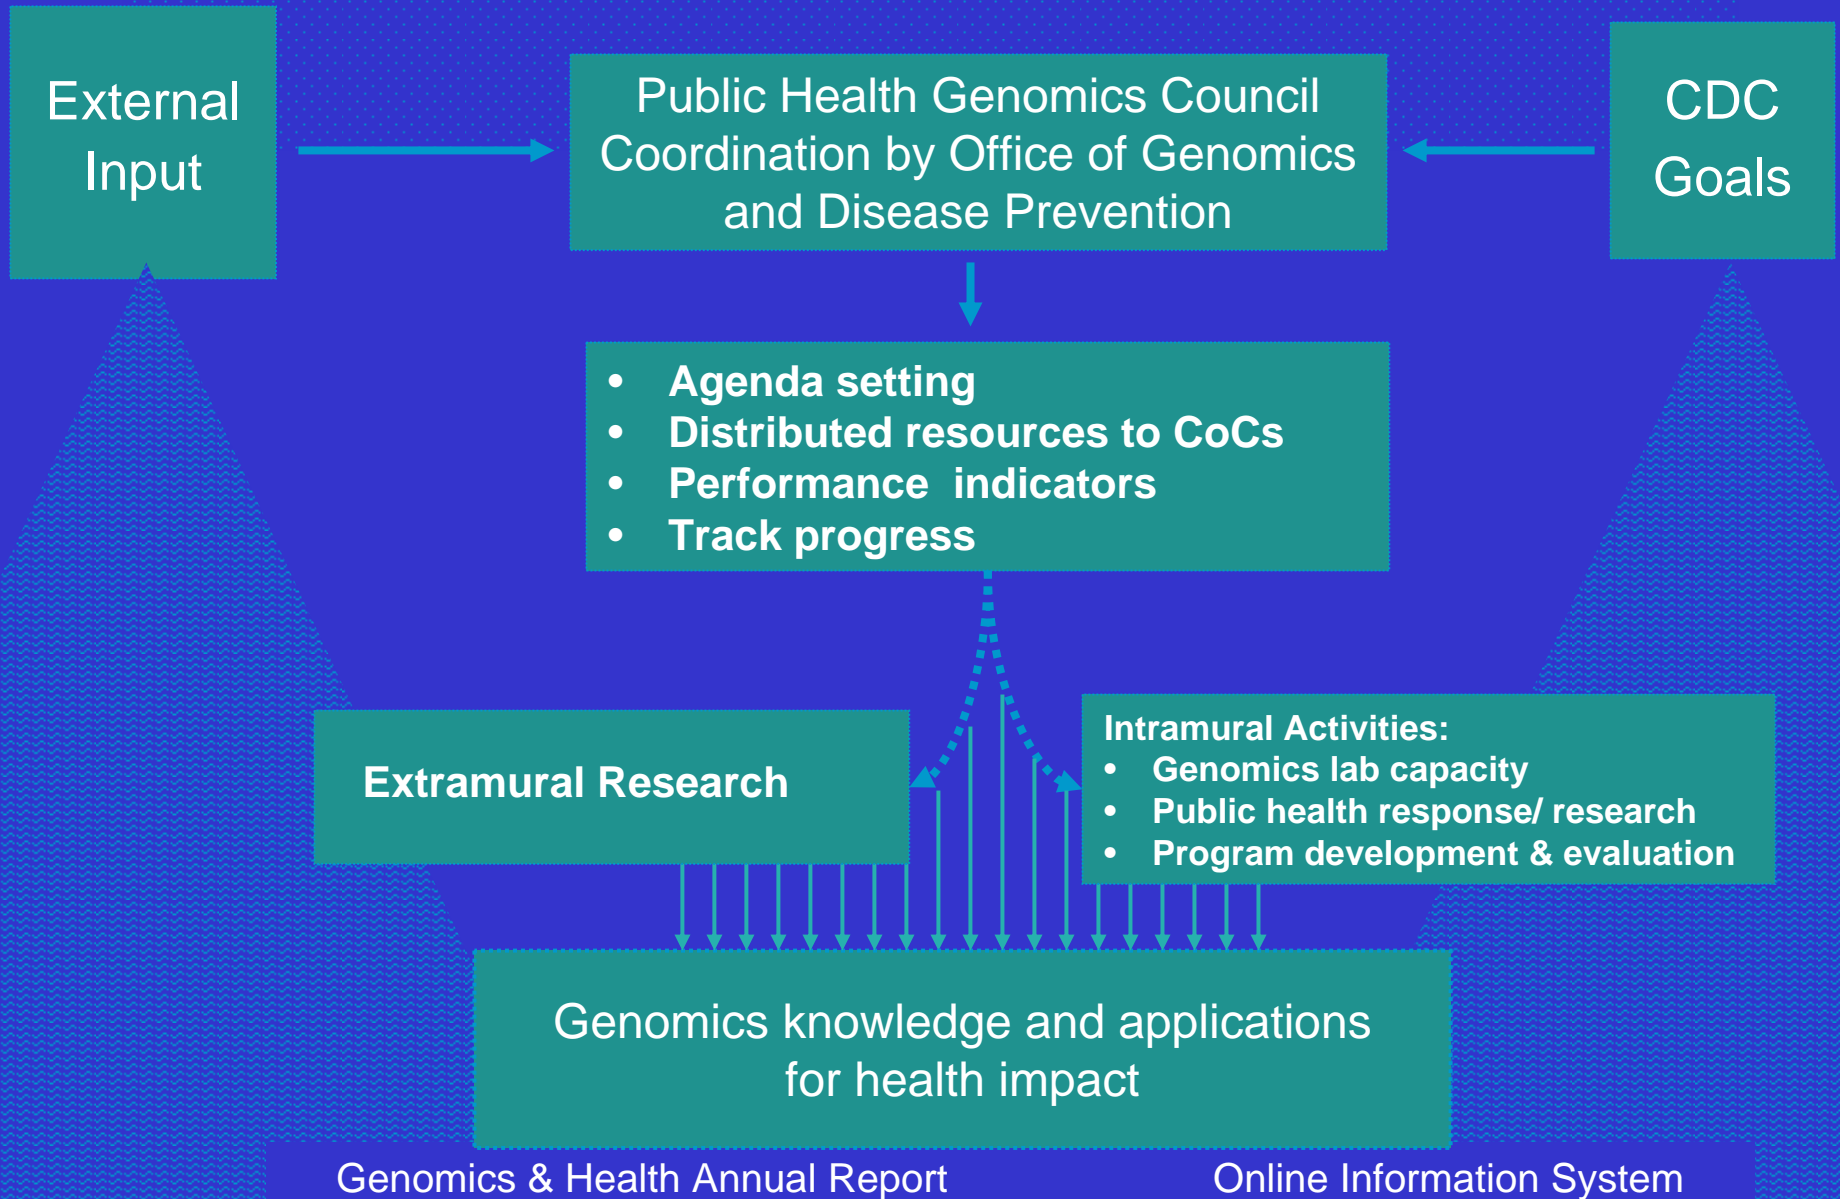 External
Input
Public Health Genomics Council
Coordination by Office of Genomics
and Disease Prevention
CDC
Goals
• Agenda setting
• Distributed resources to CoCs
• Performance indicators
• Track progress
Extramural Research
Intramural Activities:
• Genomics lab capacity
• Public health response/ research
• Program development & evaluation
Genomics knowledge and applications
for health impact
Genomics & Health Annual Report
Online Information System